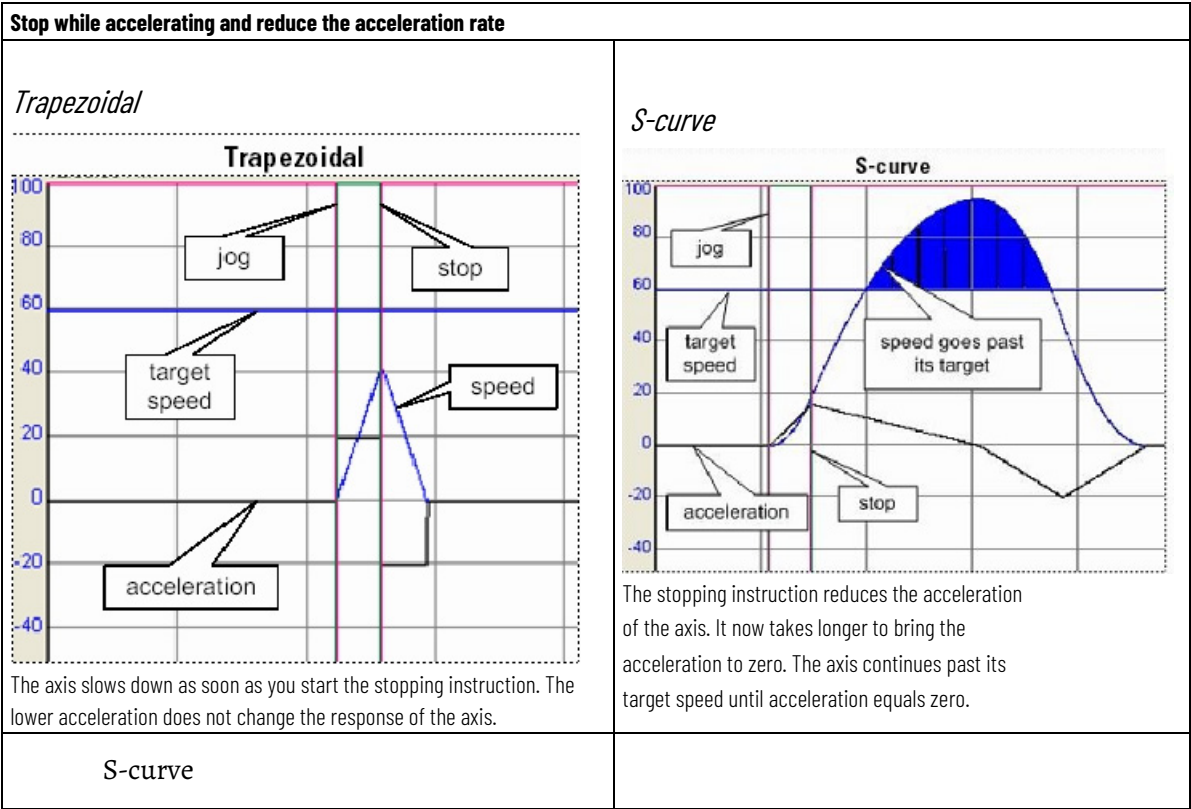 Stop while accelerating and reduce the acceleration rate
Trapezoidal
Trapezoidal
100
80
60
40
20
0
-20
-40
jog
stop
target
speed
speed
acceleration
The axis slows down as soon as you start the stopping instruction. The
lower acceleration does not change the response of the axis.
S-curve
S-curve
100
80
60
40
20
0
-20
-40
jog
target
speed
speed goes past
its target
acceleration
stop
The stopping instruction reduces the acceleration
of the axis. It now takes longer to bring the
acceleration to zero. The axis continues past its
target speed until acceleration equals zero.
S-curve